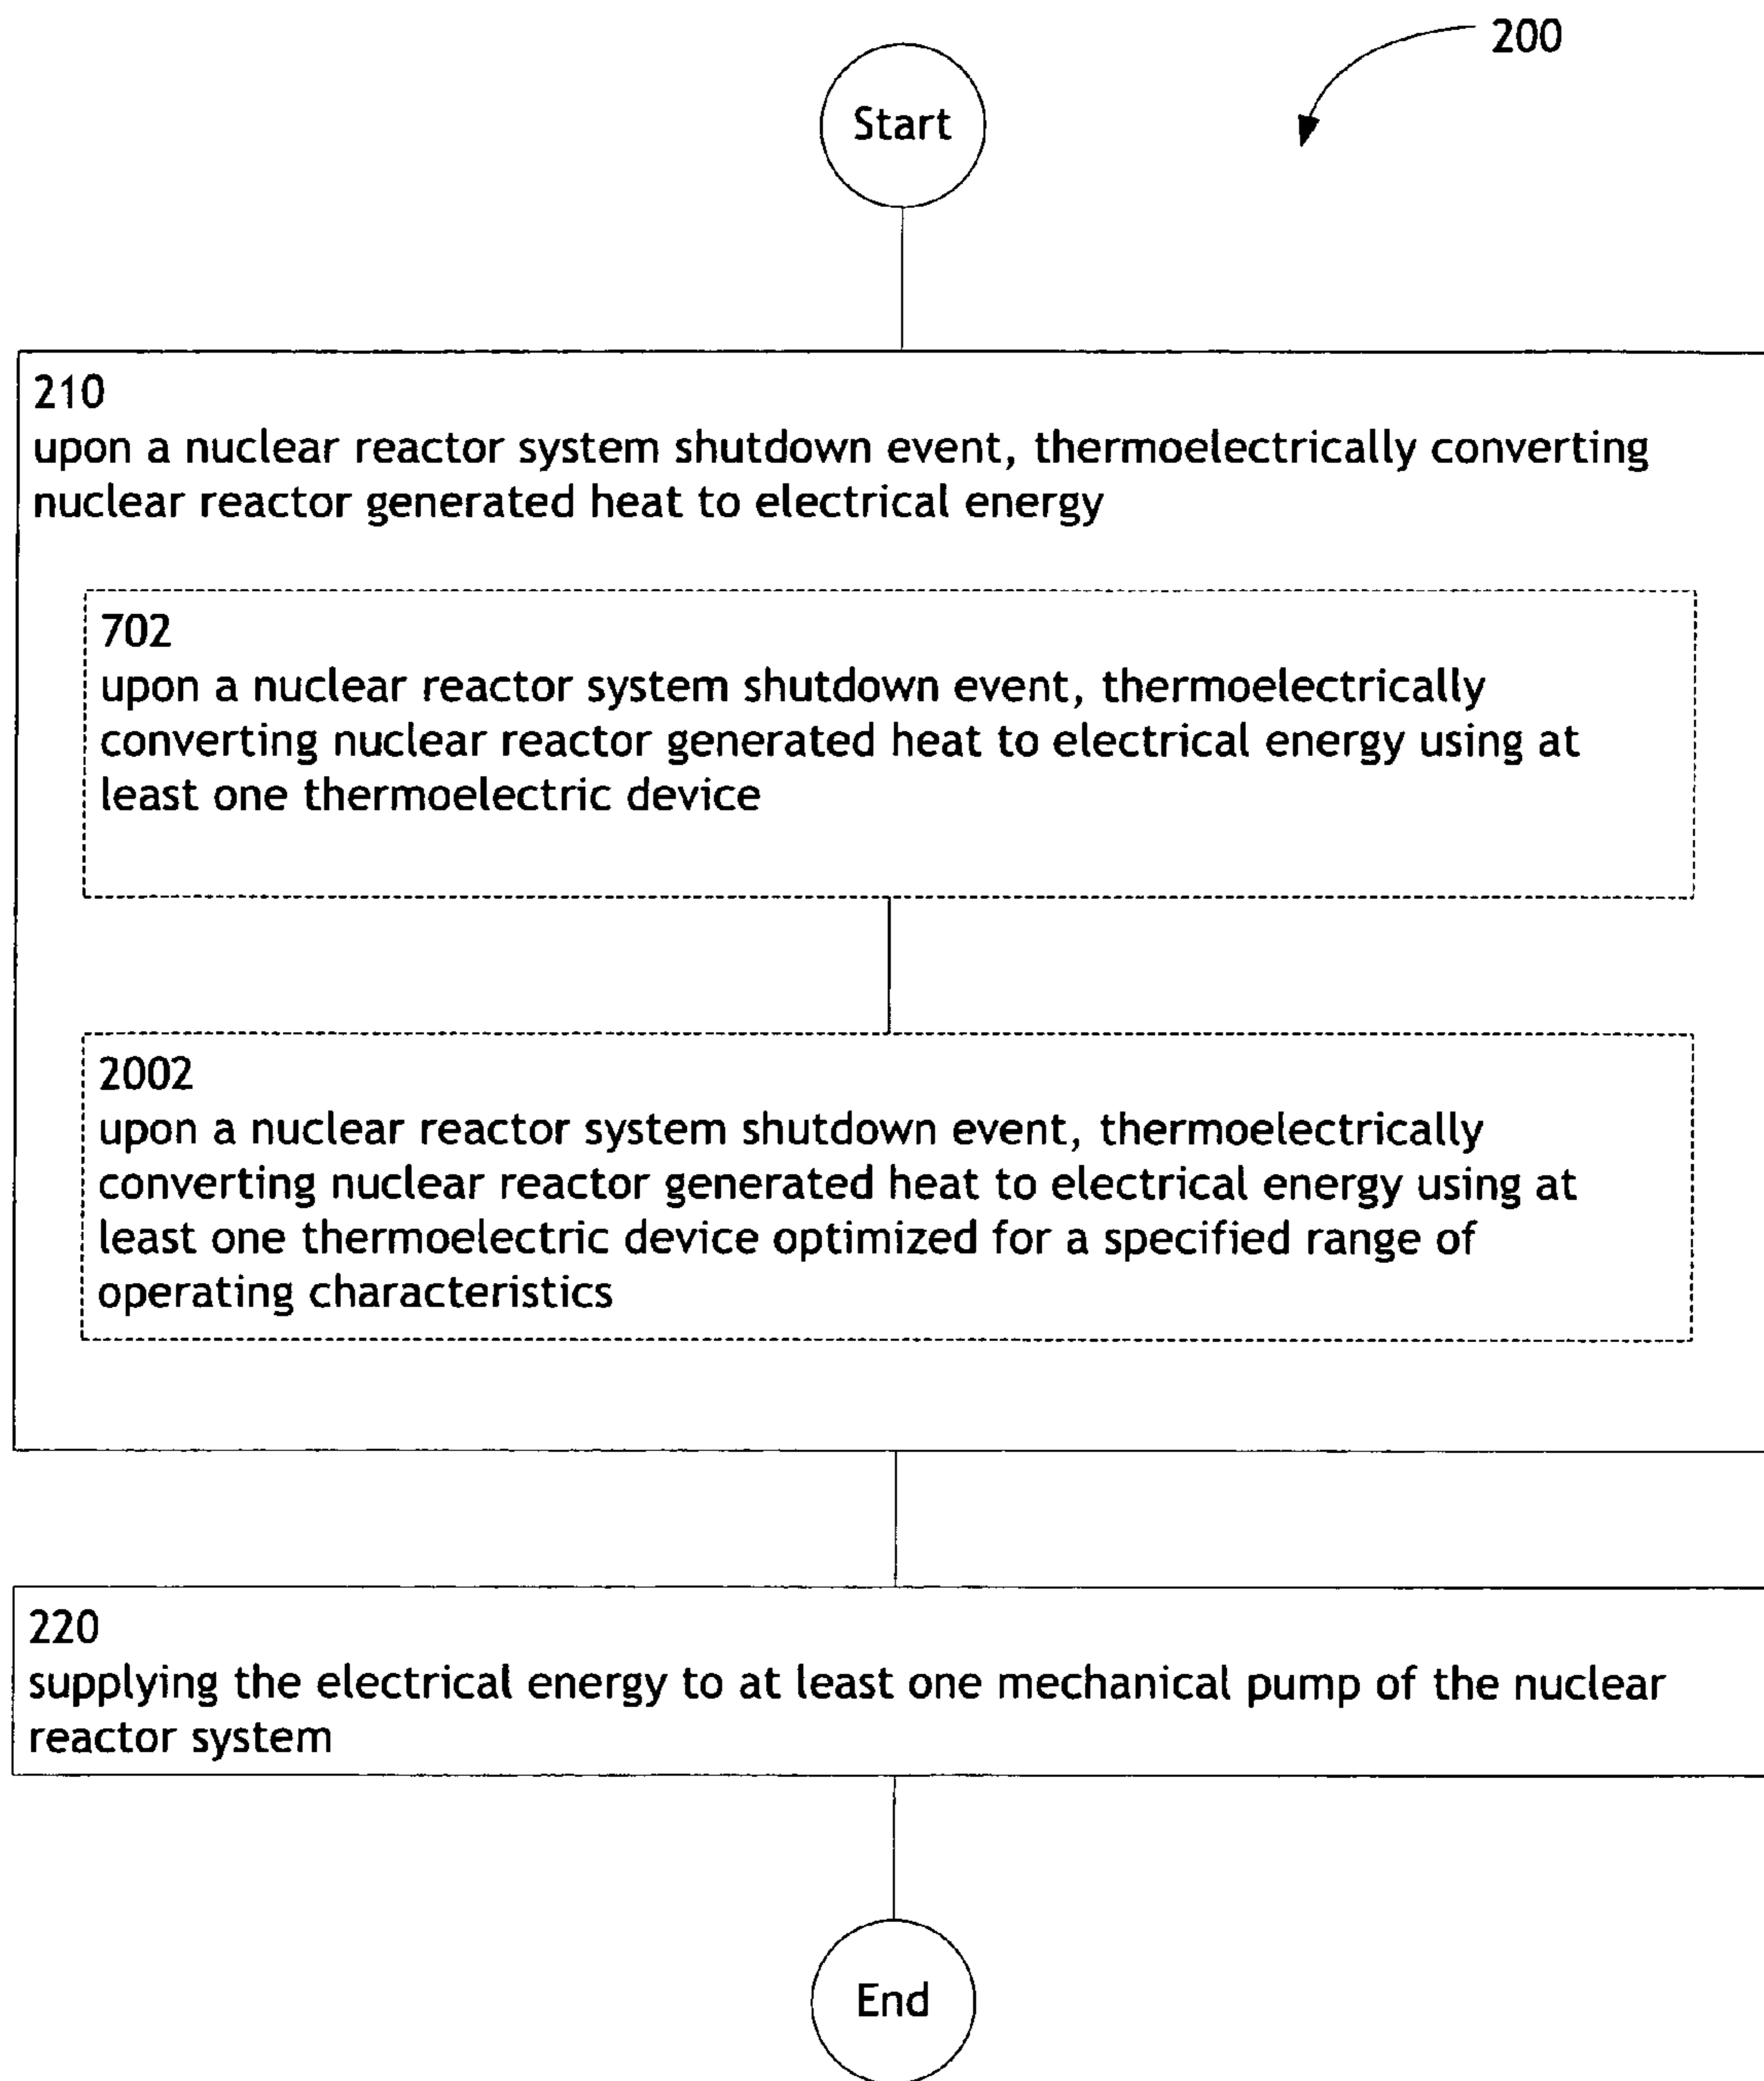 200
Start
210
upon a nuclear reactor system shutdown event, thermoelectrically converting
nuclear reactor generated heat to electrical energy
702
upon a nuclear reactor system shutdown event, thermoelectrically
converting nuclear reactor generated heat to electrical energy using at
least one thermoelectric device
2002
upon a nuclear reactor system shutdown event, thermoelectrically
converting nuclear reactor generated heat to electrical energy using at
least one thermoelectric device optimized for a specified range of
operating characteristics
220
supplying the electrical energy to at least one mechanical pump of the nuclear
reactor system
End